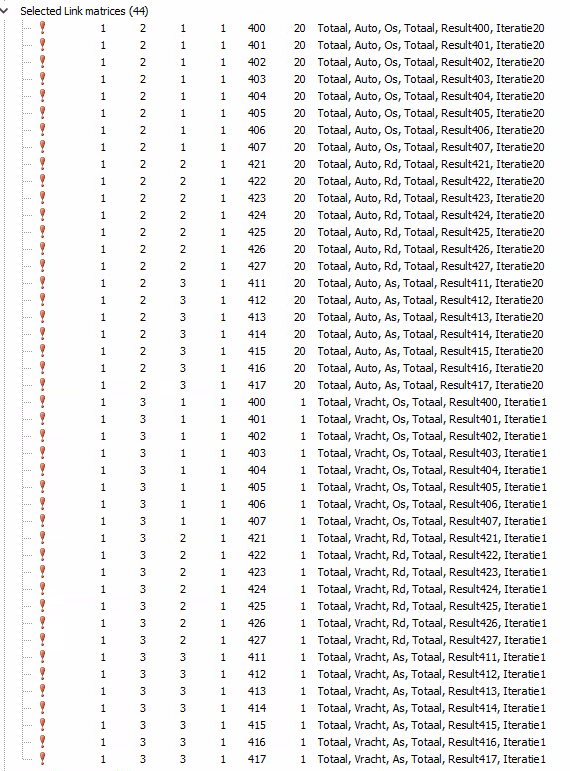 Selected Link matrices (44)
1 2 1 1 400 20 Totaal, Auto, Os, Totaal, Result400, Iteratie20
1 2 1 1 401 20 Totaal, Auto, Os, Totaal, Result401, Iteratie20
1 2 1 1 402 20 Totaal, Auto, Os, Totaal, Result402, Iteratie20
1 2 1 1 403 20 Totaal, Auto, Os, Totaal, Result403, Iteratie20
1 2 1 1 404 20 Totaal, Auto, Os, Totaal, Result404, Iteratie20
1 2 1 1 405 20 Totaal, Auto, Os, Totaal, Result405, Iteratie20
1 2 1 1 406 20 Totaal, Auto, Os, Totaal, Result406, Iteratie20
1 2 1 1 407 20 Totaal, Auto, Os, Totaal, Result407, Iteratie20
1 2 2 1 421 20 Totaal, Auto, Rd, Totaal, Result421, Iteratie20
1 2 2 1 422 20 Totaal, Auto, Rd, Totaal, Result422, Iteratie20
1 2 2 1 423 20 Totaal, Auto, Rd, Totaal, Result423, Iteratie20
1 2 2 1 424 20 Totaal, Auto, Rd, Totaal, Result424, Iteratie20
1 2 2 1 425 20 Totaal, Auto, Rd, Totaal, Result425, Iteratie20
1 2 2 1 426 20 Totaal, Auto, Rd, Totaal, Result426, Iteratie20
1 2 2 1 427 20 Totaal, Auto, Rd, Totaal, Result427, Iteratie20
1 2 3 1 411 20 Totaal, Auto, As, Totaal, Result411, Iteratie20
1 2 3 1 412 20 Totaal, Auto, As, Totaal, Result412, Iteratie20
1 2 3 1 413 20 Totaal, Auto, As, Totaal, Result413, Iteratie20
1 2 3 1 414 20 Totaal, Auto, As, Totaal, Result414, Iteratie20
1 2 3 1 415 20 Totaal, Auto, As, Totaal, Result415, Iteratie20
1 2 3 1 416 20 Totaal, Auto, As, Totaal, Result416, Iteratie20
1 2 3 1 417 20 Totaal, Auto, As, Totaal, Result417, Iteratie20
1 3 1 1 400 1 Totaal, Vracht, Os, Totaal, Result400, Iteratie1
1 3 1 1 401 1 Totaal, Vracht, Os, Totaal, Result401, Iteratie1
1 3 1 1 402 1 Totaal, Vracht, Os, Totaal, Result402, Iteratie1
1 3 1 1 403 1 Totaal, Vracht, Os, Totaal, Result403, Iteratie1
1 3 1 1 404 1 Totaal, Vracht, Os, Totaal, Result404, Iteratie1
1 3 1 1 405 1 Totaal, Vracht, Os, Totaal, Result405, Iteratie1
1 3 1 1 406 1 Totaal, Vracht, Os, Totaal, Result406, Iteratie1
1 3 1 1 407 1 Totaal, Vracht, Os, Totaal, Result407, Iteratie1
1 3 2 1 421 1 Totaal, Vracht, Rd, Totaal, Result421, Iteratie1
1 3 2 1 422 1 Totaal, Vracht, Rd, Totaal, Result422, Iteratie1
1 3 2 1 423 1 Totaal, Vracht, Rd, Totaal, Result423, Iteratie1
1 3 2 1 424 1 Totaal, Vracht, Rd, Totaal, Result424, Iteratie1
1 3 2 1 425 1 Totaal, Vracht, Rd, Totaal, Result425, Iteratie1
1 3 2 1 426 1 Totaal, Vracht, Rd, Totaal, Result426, Iteratie1
1 3 2 1 427 1 Totaal, Vracht, Rd, Totaal, Result427, Iteratie1
1 3 3 1 411 1 Totaal, Vracht, As, Totaal, Result411, Iteratie1
1 3 3 1 412 1 Totaal, Vracht, As, Totaal, Result412, Iteratie1
1 3 3 1 413 1 Totaal, Vracht, As, Totaal, Result413, Iteratie1
1 3 3 1 414 1 Totaal, Vracht, As, Totaal, Result414, Iteratie1
1 3 3 1 415 1 Totaal, Vracht, As, Totaal, Result415, Iteratie1
1 3 3 1 416 1 Totaal, Vracht, As, Totaal, Result416, Iteratie1
1 3 3 1 417 1 Totaal, Vracht, As, Totaal, Result417, Iteratie1